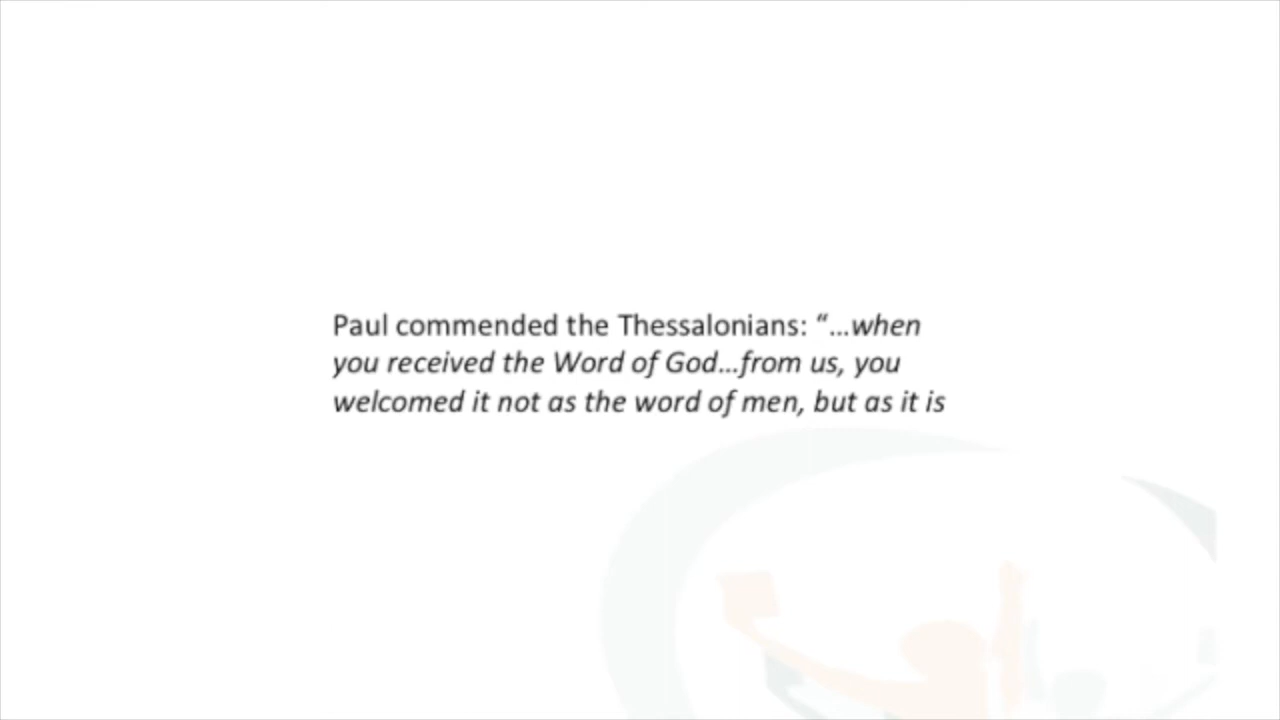 Paul commended the Thessalonians: “…when
you received the Word of God…from us, you
welcomed it not as the word of men, but as it is